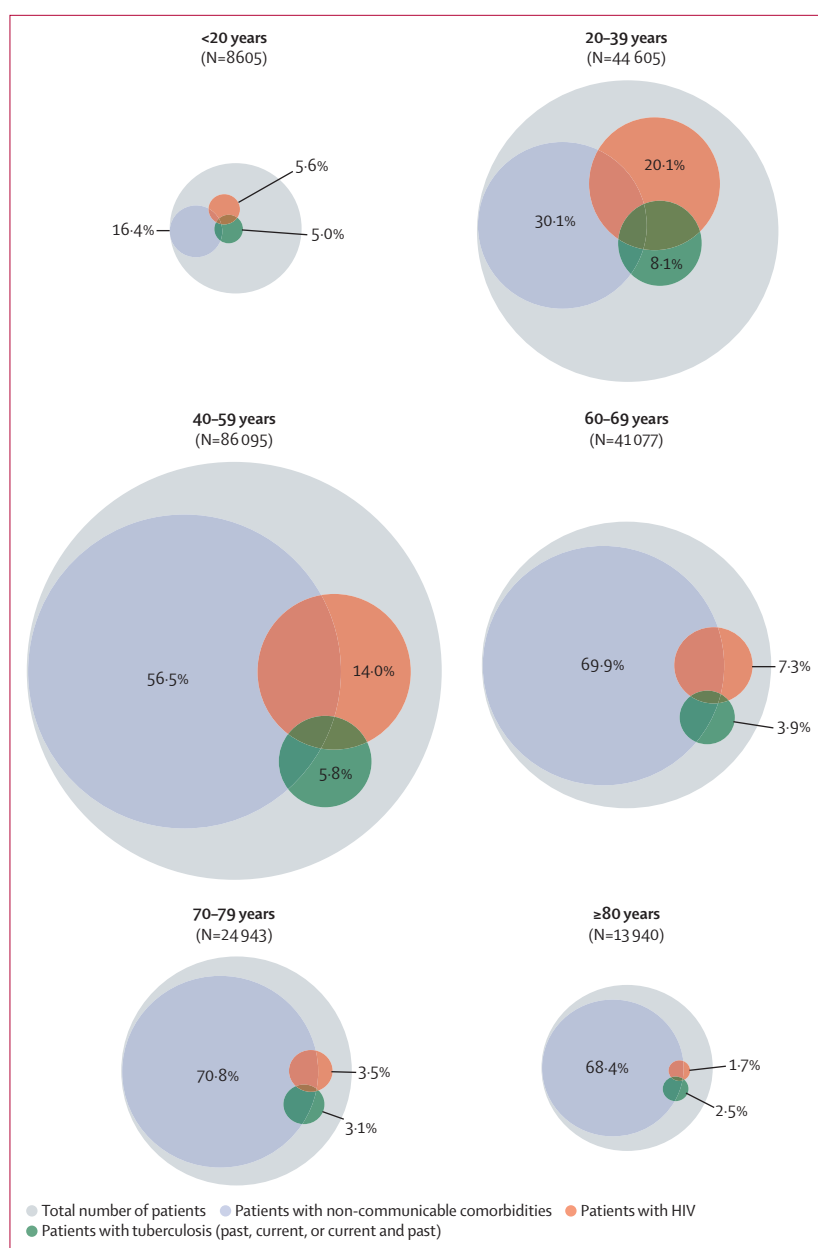 <20 years
(N=8605)
5·6%
16·4%
5·0%
20–39 years
(N=44 605)
20·1%
30·1%
8·1%
40–59 years
(N=86 095)
56·5%
14·0%
5·8%
60–69 years
(N=41 077)
69·9%
7·3%
3·9%
70–79 years
(N=24 943)
70·8%
3·5%
3·1%
≥80 years
(N=13 940)
68·4%
1·7%
2·5%
Total number of patients
Patients with non-communicable comorbidities
Patients with HIV
Patients with tuberculosis (past, current, or current and past)